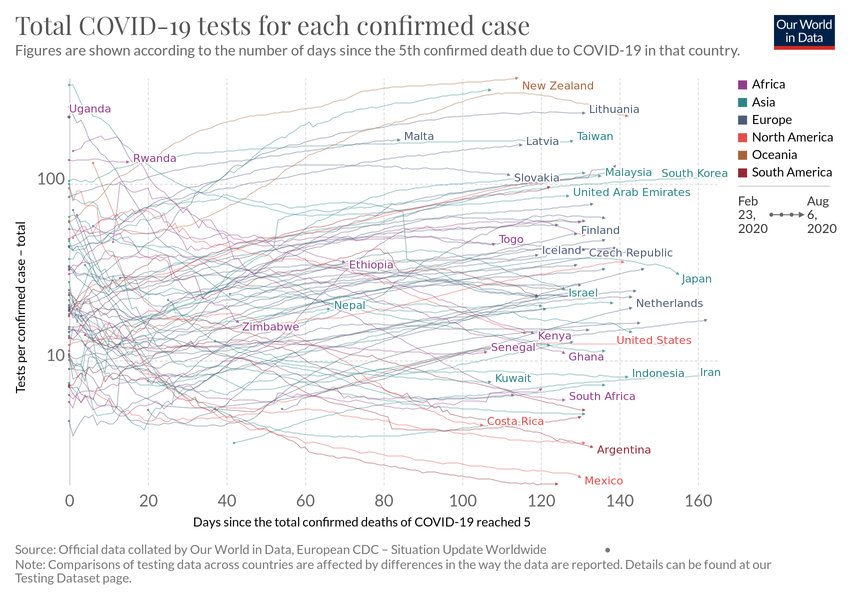 Total COVID-19 tests for each confirmed case
Figures are shown according to the number of days since the 5th confirmed death due to COVID-19 in that country.
Our World
in Data
Tests per confirmed case – total
100
10
Uganda
Rwanda
New Zealand
Lithuania
Malta
Latvia
Taiwan
Slovakia
Malaysia
South Korea
United Arab Emirates
Togo
Finland
Iceland
Czech Republic
Ethiopia
Japan
Israel
Nepal
Netherlands
Zimbabwe
Kenya
United States
Senegal
Ghana
Kuwait
Indonesia
Iran
South Africa
Costa Rica
Argentina
Mexico
Africa
Asia
Europe
North America
Oceania
South America
Feb
23,
2020
Aug
6,
2020
0
20
40
60
80
100
120
140
160
Days since the total confirmed deaths of COVID-19 reached 5
Source: Official data collated by Our World in Data, European CDC – Situation Update Worldwide
Note: Comparisons of testing data across countries are affected by differences in the way the data are reported. Details can be found at our
Testing Dataset page.